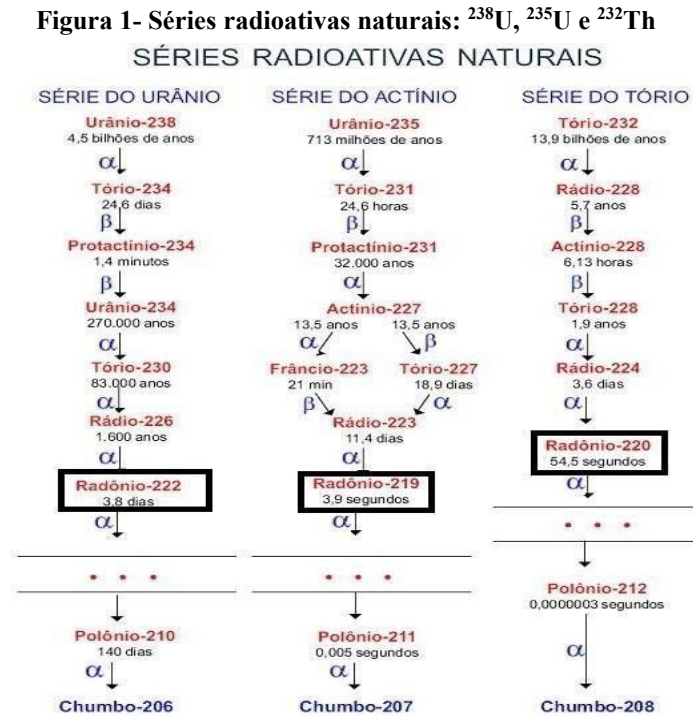 Figura 1- Séries radioativas naturais: ²³⁸U, ²³⁵U e ²³²Th
SÉRIES RADIOATIVAS NATURAIS
SÉRIE DO URÂNIO
Urânio-238
4,5 bilhões de anos
α
Tório-234
24,6 dias
β
Protactínio-234
1,4 minutos
β
Urânio-234
270.000 anos
α
Tório-230
83.000 anos
α
Rádio-226
1.600 anos
α
Radônio-222
3,8 dias
α
. . .
Polônio-210
140 dias
α
Chumbo-206
SÉRIE DO ACTÍNIO
Urânio-235
713 milhões de anos
α
Tório-231
24,6 horas
β
Protactínio-231
32.000 anos
α
Actínio-227
13,5 anos 13,5 anos
α β
Frâncio-223 Tório-227
21 min 18,9 dias
β α
Rádio-223
11,4 dias
α
Radônio-219
3,9 segundos
α
. . .
Polônio-211
0,005 segundos
α
Chumbo-207
SÉRIE DO TÓRIO
Tório-232
13,9 bilhões de anos
α
Rádio-228
5,7 anos
β
Actínio-228
6,13 horas
β
Tório-228
1,9 anos
α
Rádio-224
3,6 dias
α
Radônio-220
54,5 segundos
α
. . .
Polônio-212
0,0000003 segundos
α
Chumbo-208